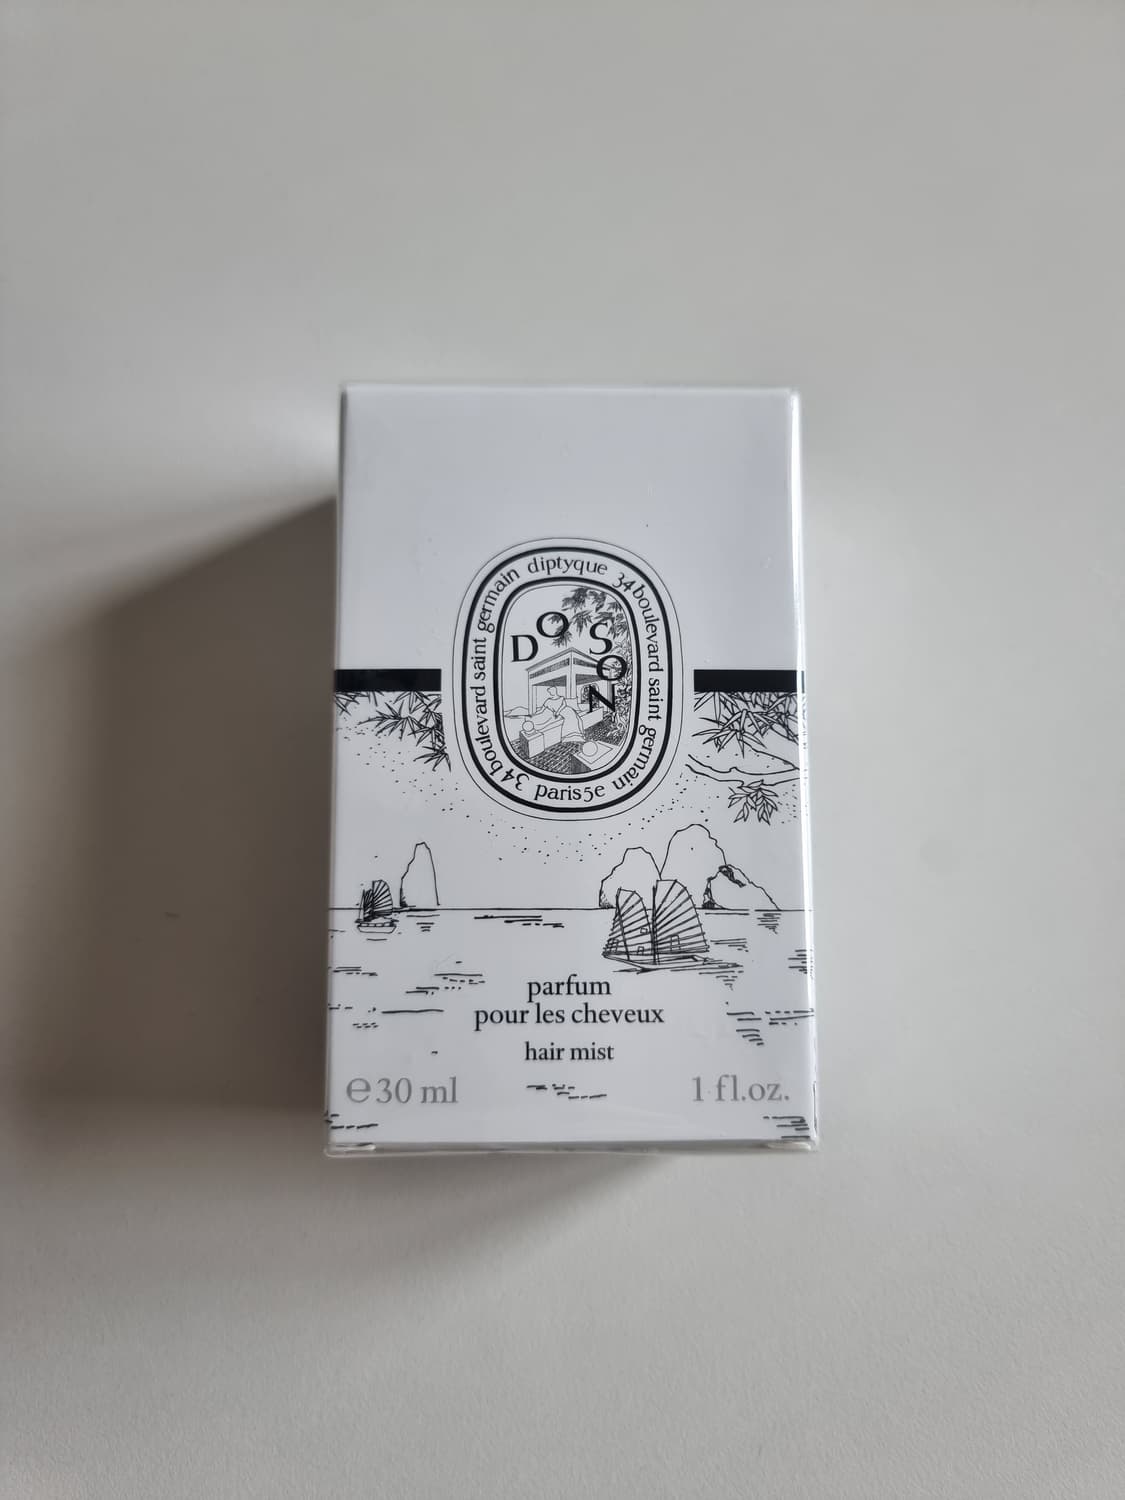 diptyque 34 boulevard saint germain paris 5e 34 boulevard saint germain
DO SON
parfum
pour les cheveux
hair mist
℮30 ml
1 fl.oz.